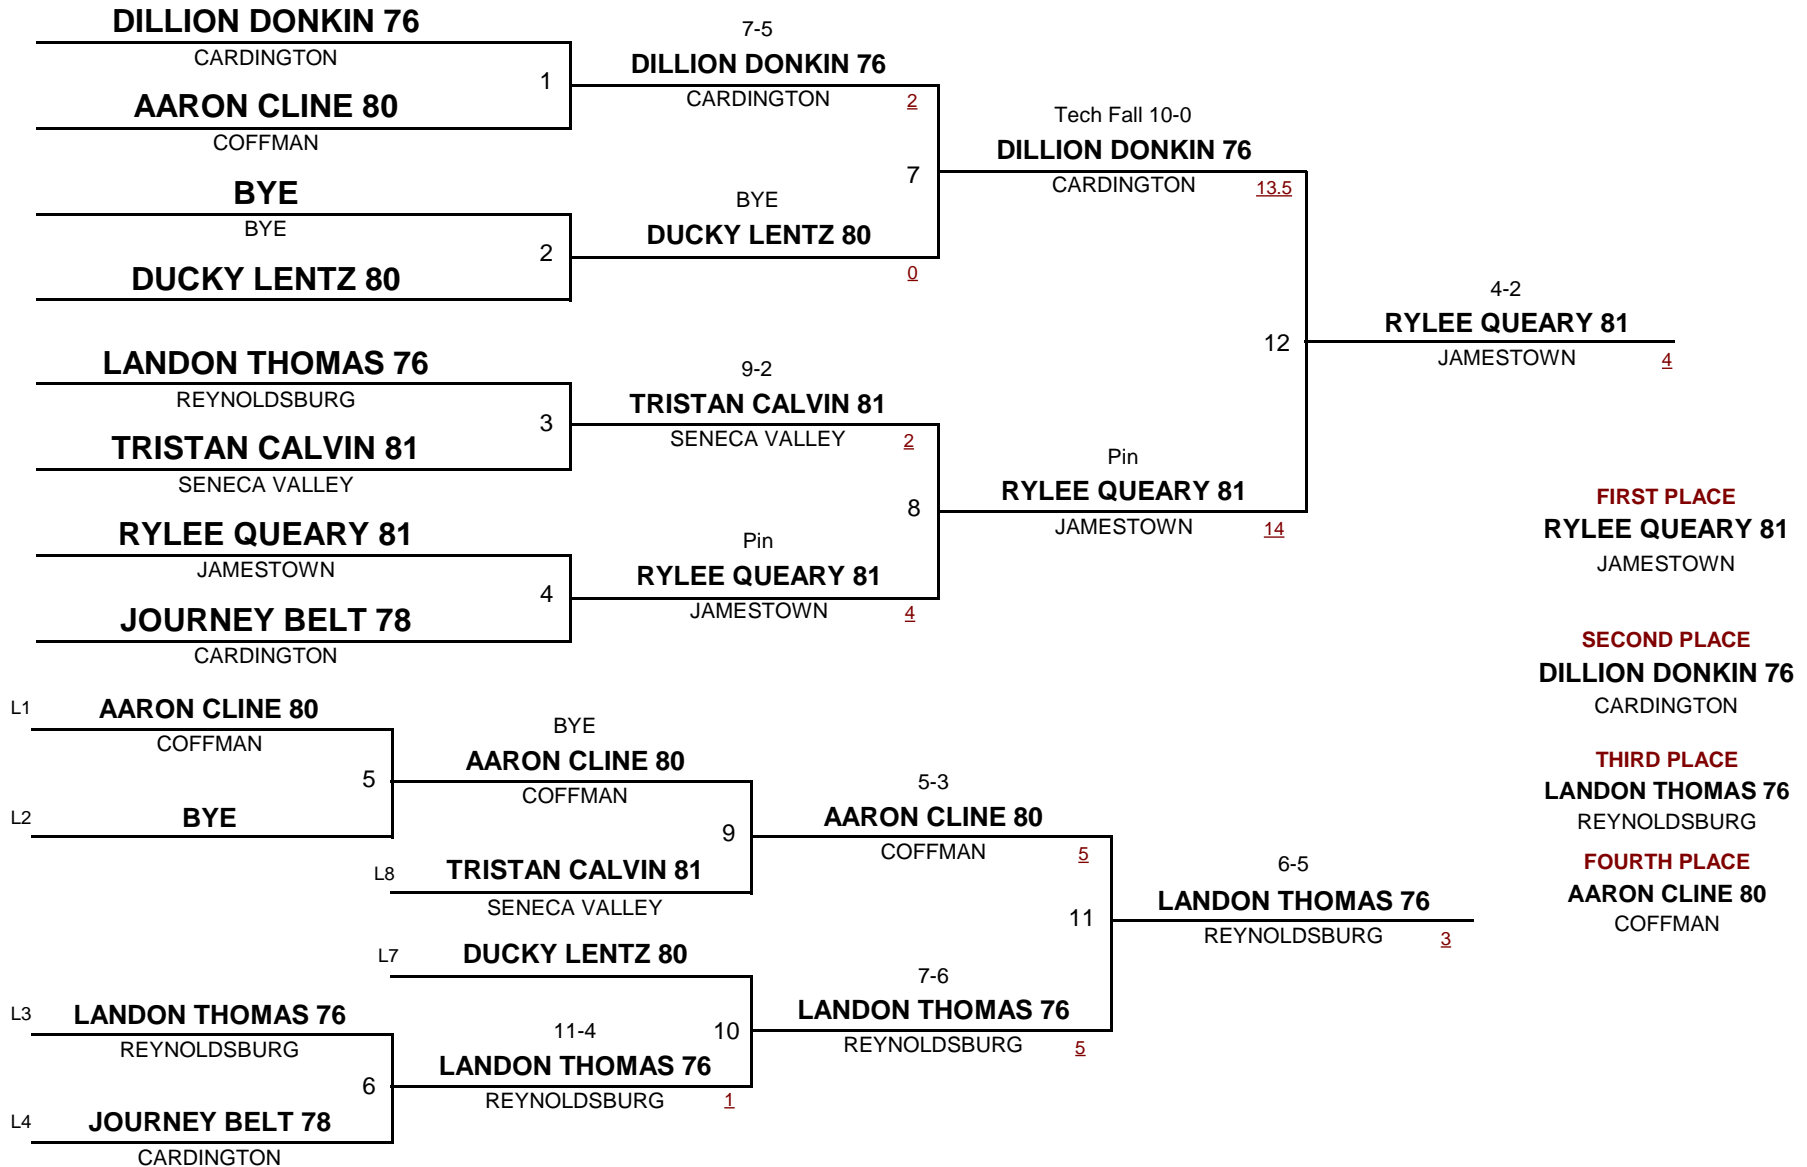 DILLION DONKIN 76
CARDINGTON
1
AARON CLINE 80
COFFMAN
7-5
DILLION DONKIN 76
CARDINGTON 2
BYE
BYE
2
DUCKY LENTZ 80
BYE
DUCKY LENTZ 80
0
7
Tech Fall 10-0
DILLION DONKIN 76
CARDINGTON 13.5
LANDON THOMAS 76
REYNOLDSBURG
3
TRISTAN CALVIN 81
SENECA VALLEY
9-2
TRISTAN CALVIN 81
SENECA VALLEY 2
RYLEE QUEARY 81
JAMESTOWN
4
JOURNEY BELT 78
CARDINGTON
Pin
RYLEE QUEARY 81
JAMESTOWN 4
8
Pin
RYLEE QUEARY 81
JAMESTOWN 14
12
4-2
RYLEE QUEARY 81
JAMESTOWN 4
L1 AARON CLINE 80
COFFMAN
5
L2 BYE
BYE
AARON CLINE 80
COFFMAN
9
L8 TRISTAN CALVIN 81
SENECA VALLEY
5-3
AARON CLINE 80
COFFMAN 5
L7 DUCKY LENTZ 80
L3 LANDON THOMAS 76
REYNOLDSBURG
6
L4 JOURNEY BELT 78
CARDINGTON
11-4
LANDON THOMAS 76
REYNOLDSBURG 1
10
7-6
LANDON THOMAS 76
REYNOLDSBURG 5
11
6-5
LANDON THOMAS 76
REYNOLDSBURG 3
FIRST PLACE
RYLEE QUEARY 81
JAMESTOWN
SECOND PLACE
DILLION DONKIN 76
CARDINGTON
THIRD PLACE
LANDON THOMAS 76
REYNOLDSBURG
FOURTH PLACE
AARON CLINE 80
COFFMAN